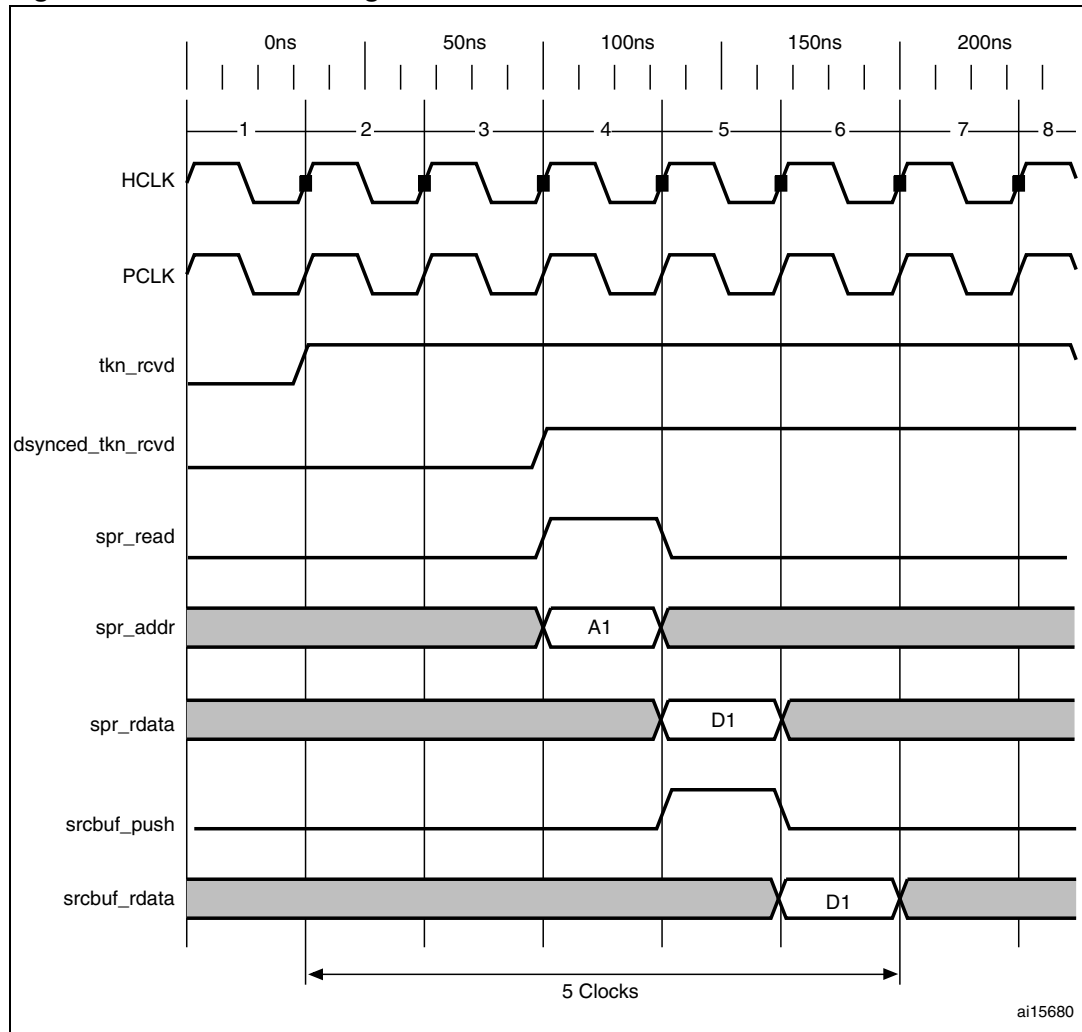 0ns 50ns 100ns 150ns 200ns
1 2 3 4 5 6 7 8
HCLK
PCLK
tkn_rcvd
dsynced_tkn_rcvd
spr_read
spr_addr A1
spr_rdata D1
srcbuf_push
srcbuf_rdata D1
5 Clocks
ai15680